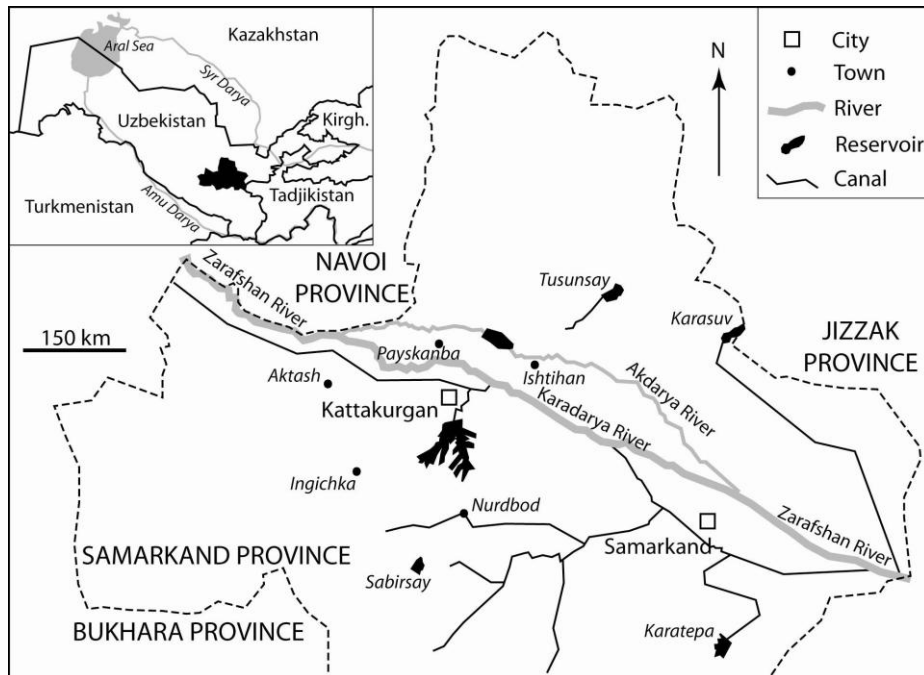 Kazakhstan
Aral Sea
Syr Darya
Uzbekistan
Kirgh.
Tadjikistan
Turkmenistan
Amu Darya
N
City
Town
River
Reservoir
Canal
Zarafshan River
NAVOI
PROVINCE
Tusunsay
Karasuv
JIZZAK
PROVINCE
150 km
Payskanba
Ishtihan
Akdarya River
Aktash
Kattakurgan
Karadarya River
Ingichka
Nurdbod
Zarafshan River
Samarkand
SAMARKAND PROVINCE
Sabirsay
BUKHARA PROVINCE
Karatepa